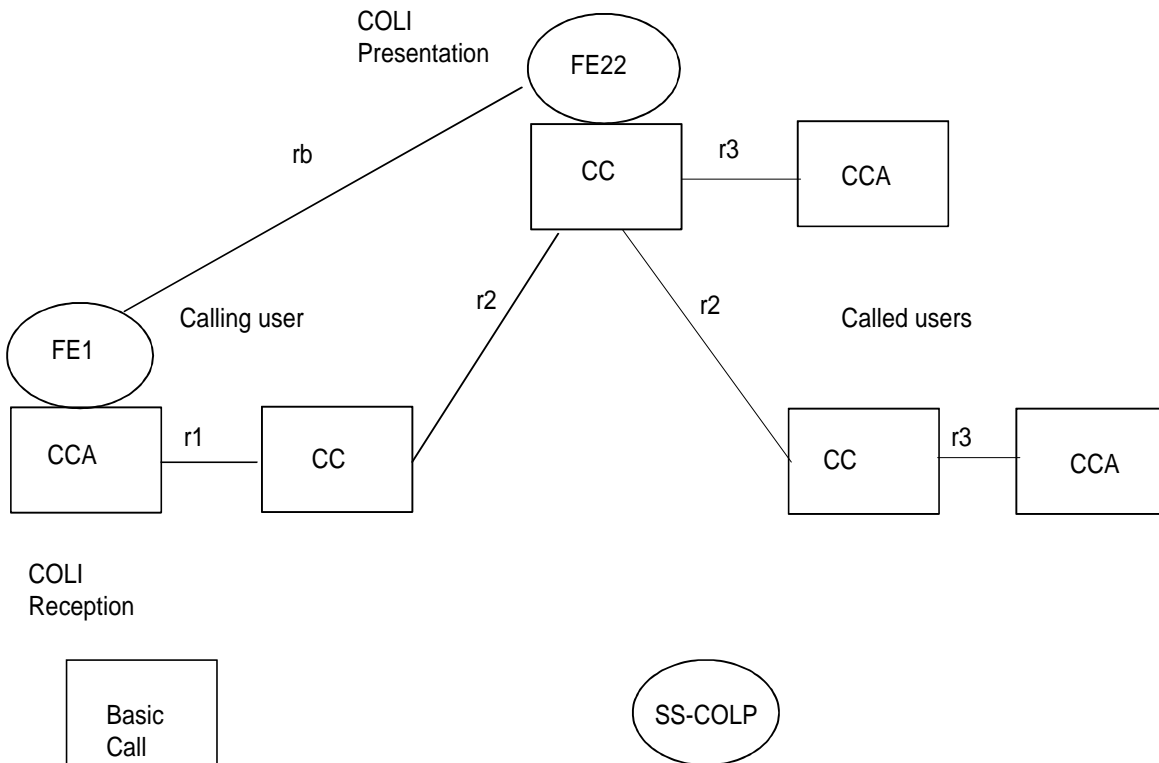 COLI
Presentation
FE22
rb
CC
r3
CCA
r2
r2
Calling user
Called users
FE1
CCA
r1
CC
CC
r3
CCA
COLI
Reception
Basic
Call
SS-COLP